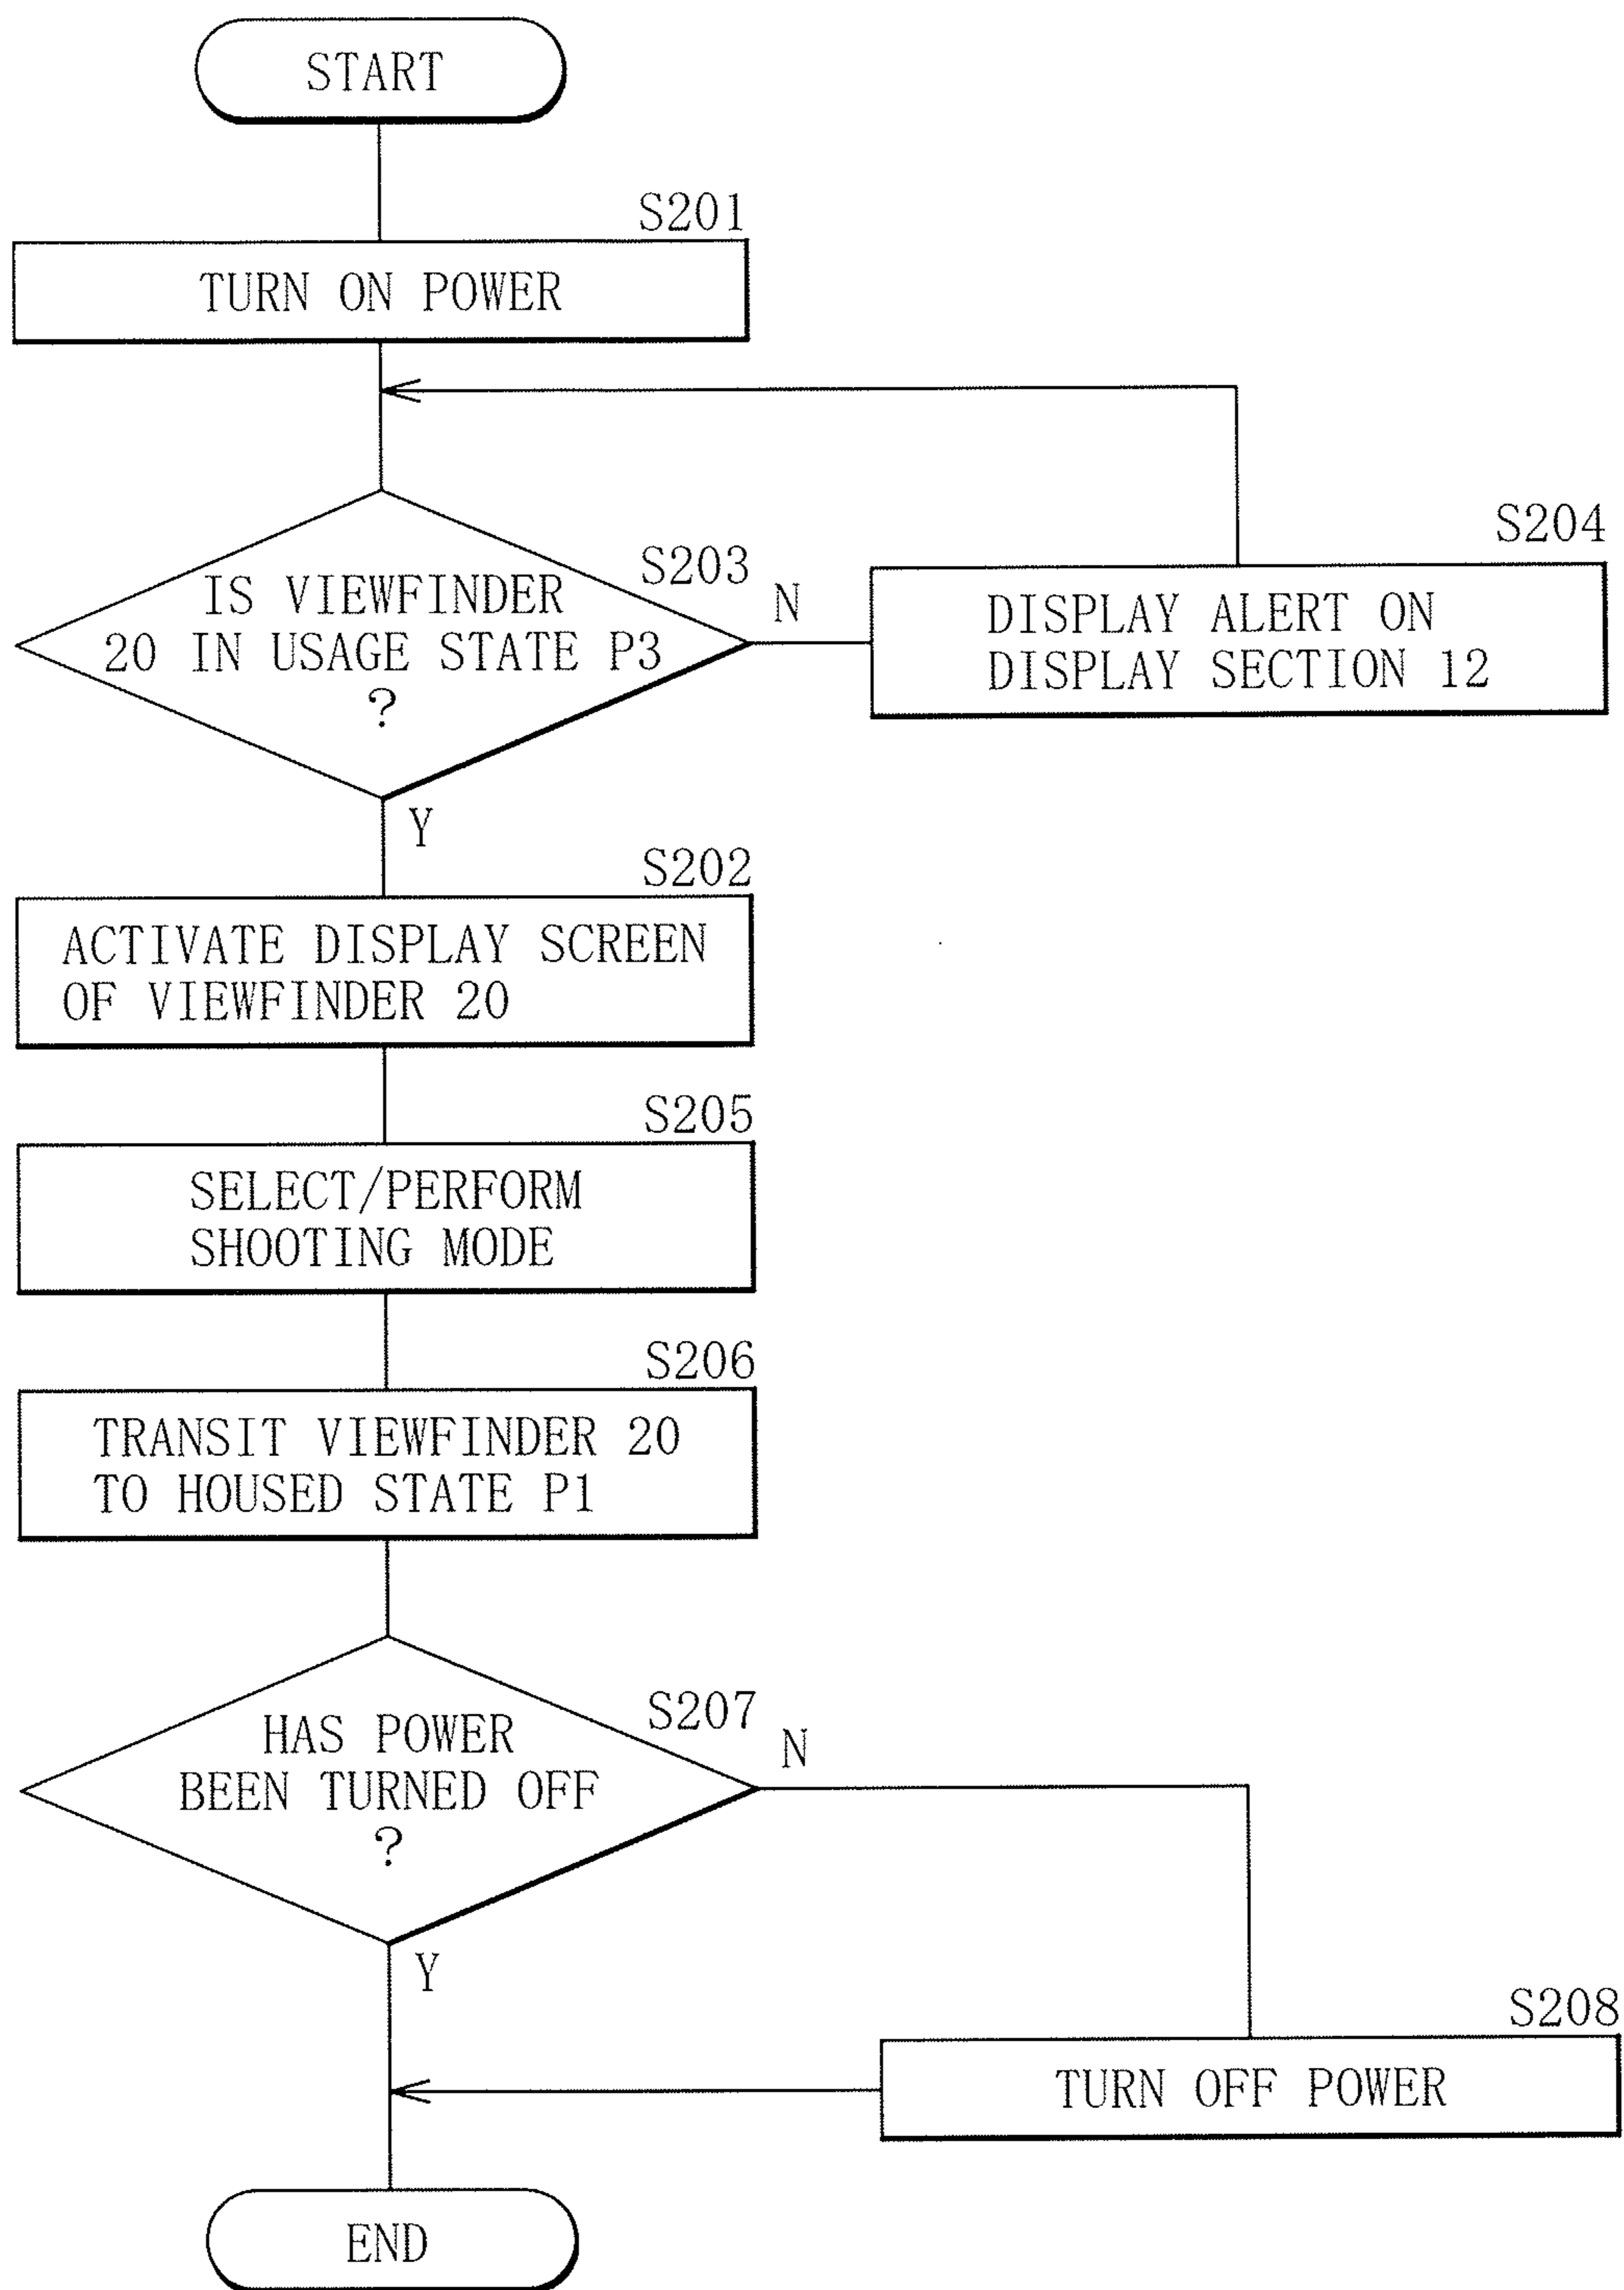 START
S201
TURN ON POWER
S203
IS VIEWFINDER
20 IN USAGE STATE P3
?
N
S204
DISPLAY ALERT ON
DISPLAY SECTION 12
Y
S202
ACTIVATE DISPLAY SCREEN
OF VIEWFINDER 20
S205
SELECT/PERFORM
SHOOTING MODE
S206
TRANSIT VIEWFINDER 20
TO HOUSED STATE P1
S207
HAS POWER
BEEN TURNED OFF
?
N
Y
S208
TURN OFF POWER
END